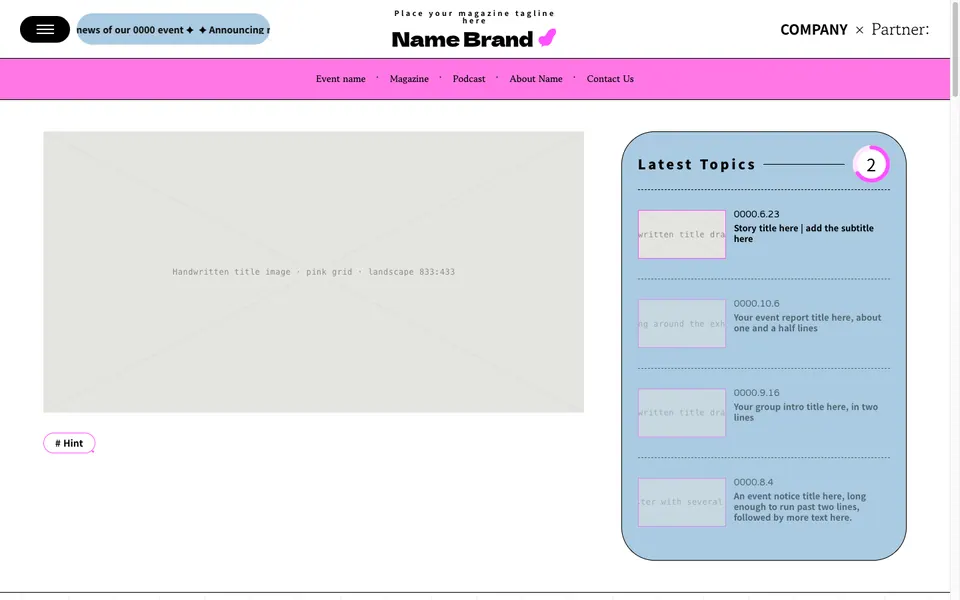 news of our 0000 event ✦ ✦ Announcing
Place your magazine tagline
here
Name Brand
COMPANY × Partner:
Event name · Magazine · Podcast · About Name · Contact Us
Handwritten title image · pink grid · landscape 833:433
# Hint
Latest Topics
2
written title dra
0000.6.23
Story title here | add the subtitle
here
ng around the exh
0000.10.6
Your event report title here, about
one and a half lines
written title dra
0000.9.16
Your group intro title here, in two
lines
ter with several
0000.8.4
An event notice title here, long
enough to run past two lines,
followed by more text here.